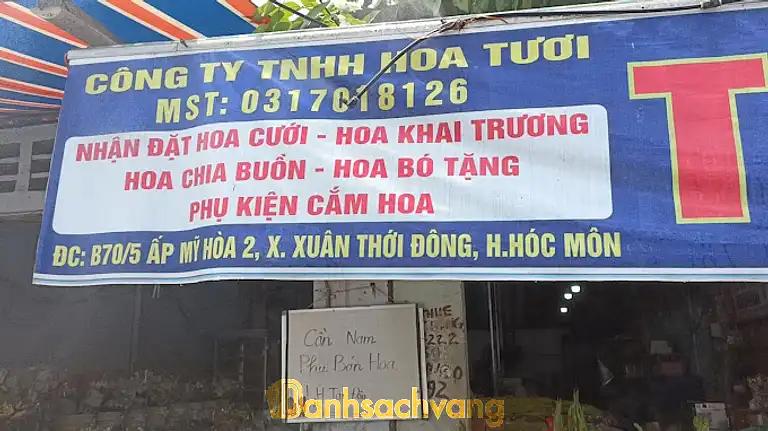 CÔNG TY TNHH HOA TƯƠI
MST: 0317018126
NHẬN ĐẶT HOA CƯỚI - HOA KHAI TRƯƠNG
HOA CHIA BUỒN - HOA BÓ TẶNG
PHỤ KIỆN CẮM HOA
ĐC: B70/5 ẤP MỸ HÒA 2, X. XUÂN THỚI ĐÔNG, H.HÓC MÔN
T
Cần Nam
Phụ Bán Hoa
Danhsachvang